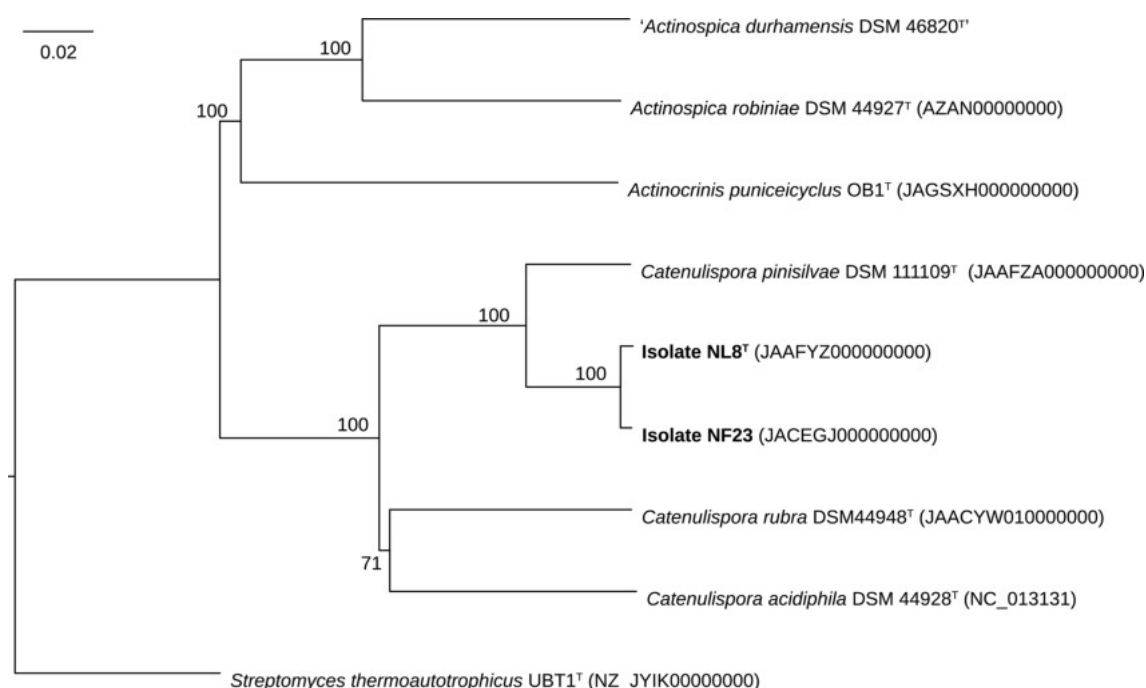 'Actinospica durhamensis DSM 46820ᵀ'
0.02
100
Actinospica robiniae DSM 44927ᵀ (AZAN00000000)
100
Actinocrinis puniceicyclus OB1ᵀ (JAGSXH000000000)
Catenulispora pinisilvae DSM 111109ᵀ (JAAFZA000000000)
100
Isolate NL8ᵀ (JAAFYZ000000000)
100
100
Isolate NF23 (JACEGJ000000000)
Catenulispora rubra DSM44948ᵀ (JAACYW010000000)
71
Catenulispora acidiphila DSM 44928ᵀ (NC_013131)
Streptomyces thermoautotrophicus UBT1ᵀ (NZ_JYIK00000000)